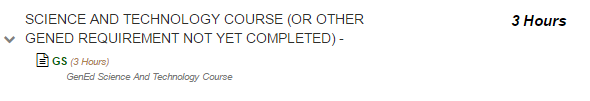 SCIENCE AND TECHNOLOGY COURSE (OR OTHER 3 Hours
GENED REQUIREMENT NOT YET COMPLETED) -
GS (3 Hours)
GenEd Science And Technology Course